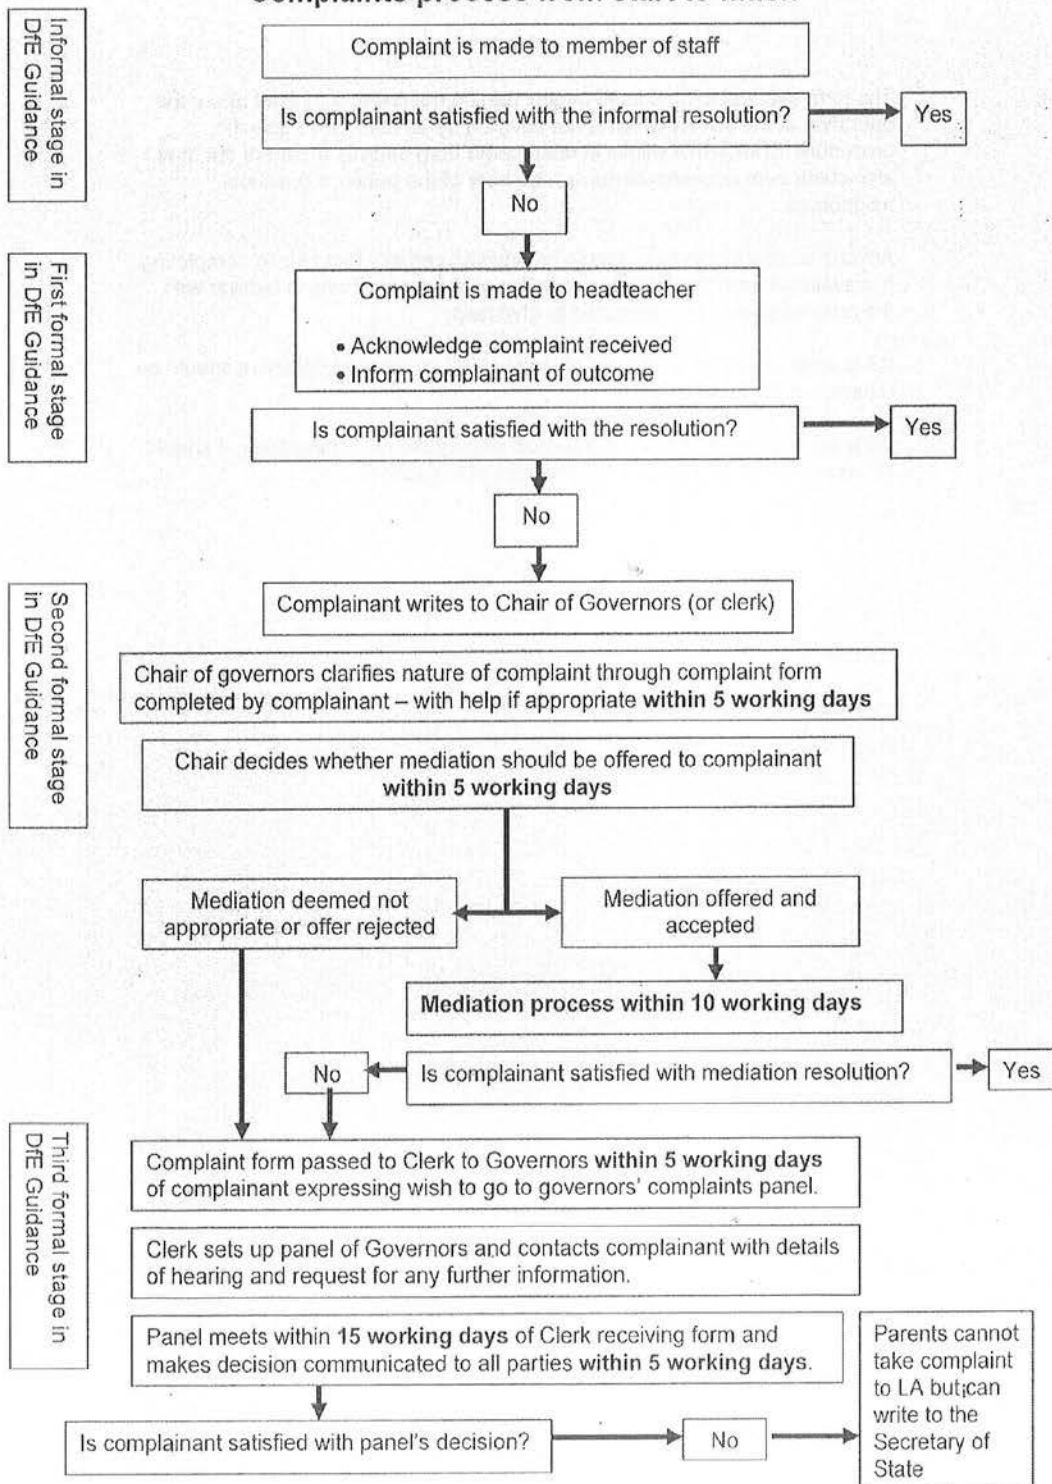 Informal stage in
DfE Guidance
Complaint is made to member of staff
Is complainant satisfied with the informal resolution?
Yes
No
First formal stage
in DfE Guidance
Complaint is made to headteacher
• Acknowledge complaint received
• Inform complainant of outcome
Is complainant satisfied with the resolution?
Yes
No
Second formal stage
in DfE Guidance
Complainant writes to Chair of Governors (or clerk)
Chair of governors clarifies nature of complaint through complaint form
completed by complainant – with help if appropriate within 5 working days
Chair decides whether mediation should be offered to complainant
within 5 working days
Mediation deemed not
appropriate or offer rejected
Mediation offered and
accepted
Mediation process within 10 working days
Is complainant satisfied with mediation resolution?
No
Yes
Third formal stage in
DfE Guidance
Complaint form passed to Clerk to Governors within 5 working days
of complainant expressing wish to go to governors' complaints panel.
Clerk sets up panel of Governors and contacts complainant with details
of hearing and request for any further information.
Panel meets within 15 working days of Clerk receiving form and
makes decision communicated to all parties within 5 working days.
Is complainant satisfied with panel's decision?
No
Parents cannot
take complaint
to LA but can
write to the
Secretary of
State